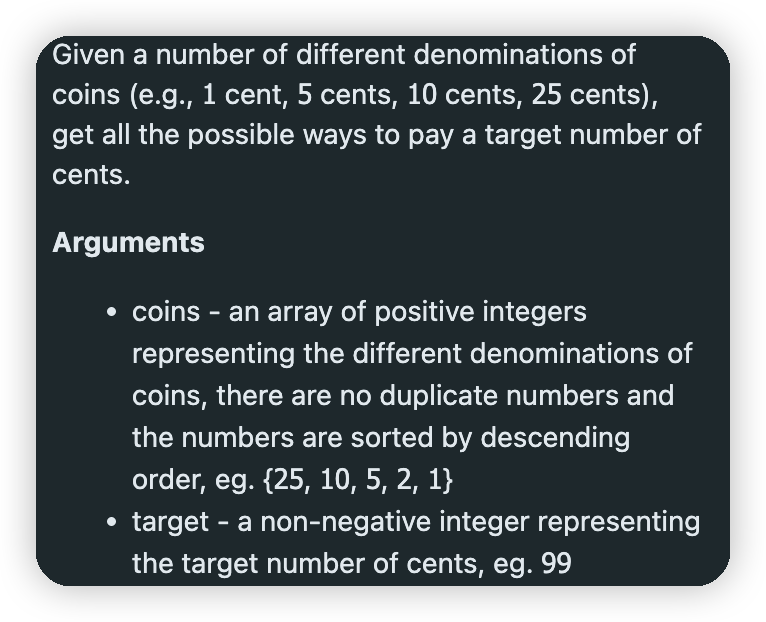 Given a number of different denominations of
coins (e.g., 1 cent, 5 cents, 10 cents, 25 cents),
get all the possible ways to pay a target number of
cents.
Arguments
• coins - an array of positive integers
representing the different denominations of
coins, there are no duplicate numbers and
the numbers are sorted by descending
order, eg. {25, 10, 5, 2, 1}
• target - a non-negative integer representing
the target number of cents, eg. 99